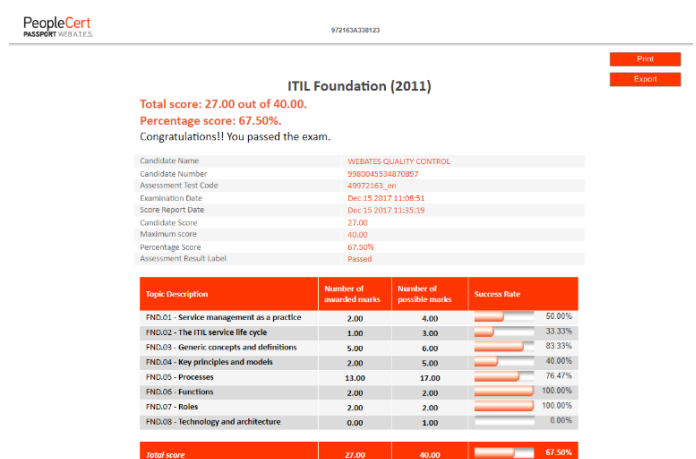 PeopleCert
PASSPORT WEBATES.
972163A338123
Print
Export
ITIL Foundation (2011)
Total score: 27.00 out of 40.00.
Percentage score: 67.50%.
Congratulations!! You passed the exam.
Candidate Name WEBATES QUALITY CONTROL
Candidate Number 9980045534870897
Assessment Test Code 49972163_en
Examination Date Dec 15 2017 11:08:51
Score Report Date Dec 15 2017 11:35:19
Candidate Score 27.00
Maximum score 40.00
Percentage Score 67.50%
Assessment Result Label Passed
Topic Description Number of awarded marks Number of possible marks Success Rate
FND.01 - Service management as a practice 2.00 4.00 50.00%
FND.02 - The ITIL service life cycle 1.00 3.00 33.33%
FND.03 - Generic concepts and definitions 5.00 6.00 83.33%
FND.04 - Key principles and models 2.00 5.00 40.00%
FND.05 - Processes 13.00 17.00 76.47%
FND.06 - Functions 2.00 2.00 100.00%
FND.07 - Roles 2.00 2.00 100.00%
FND.08 - Technology and architecture 0.00 1.00 0.00%
Total score 27.00 40.00 67.50%